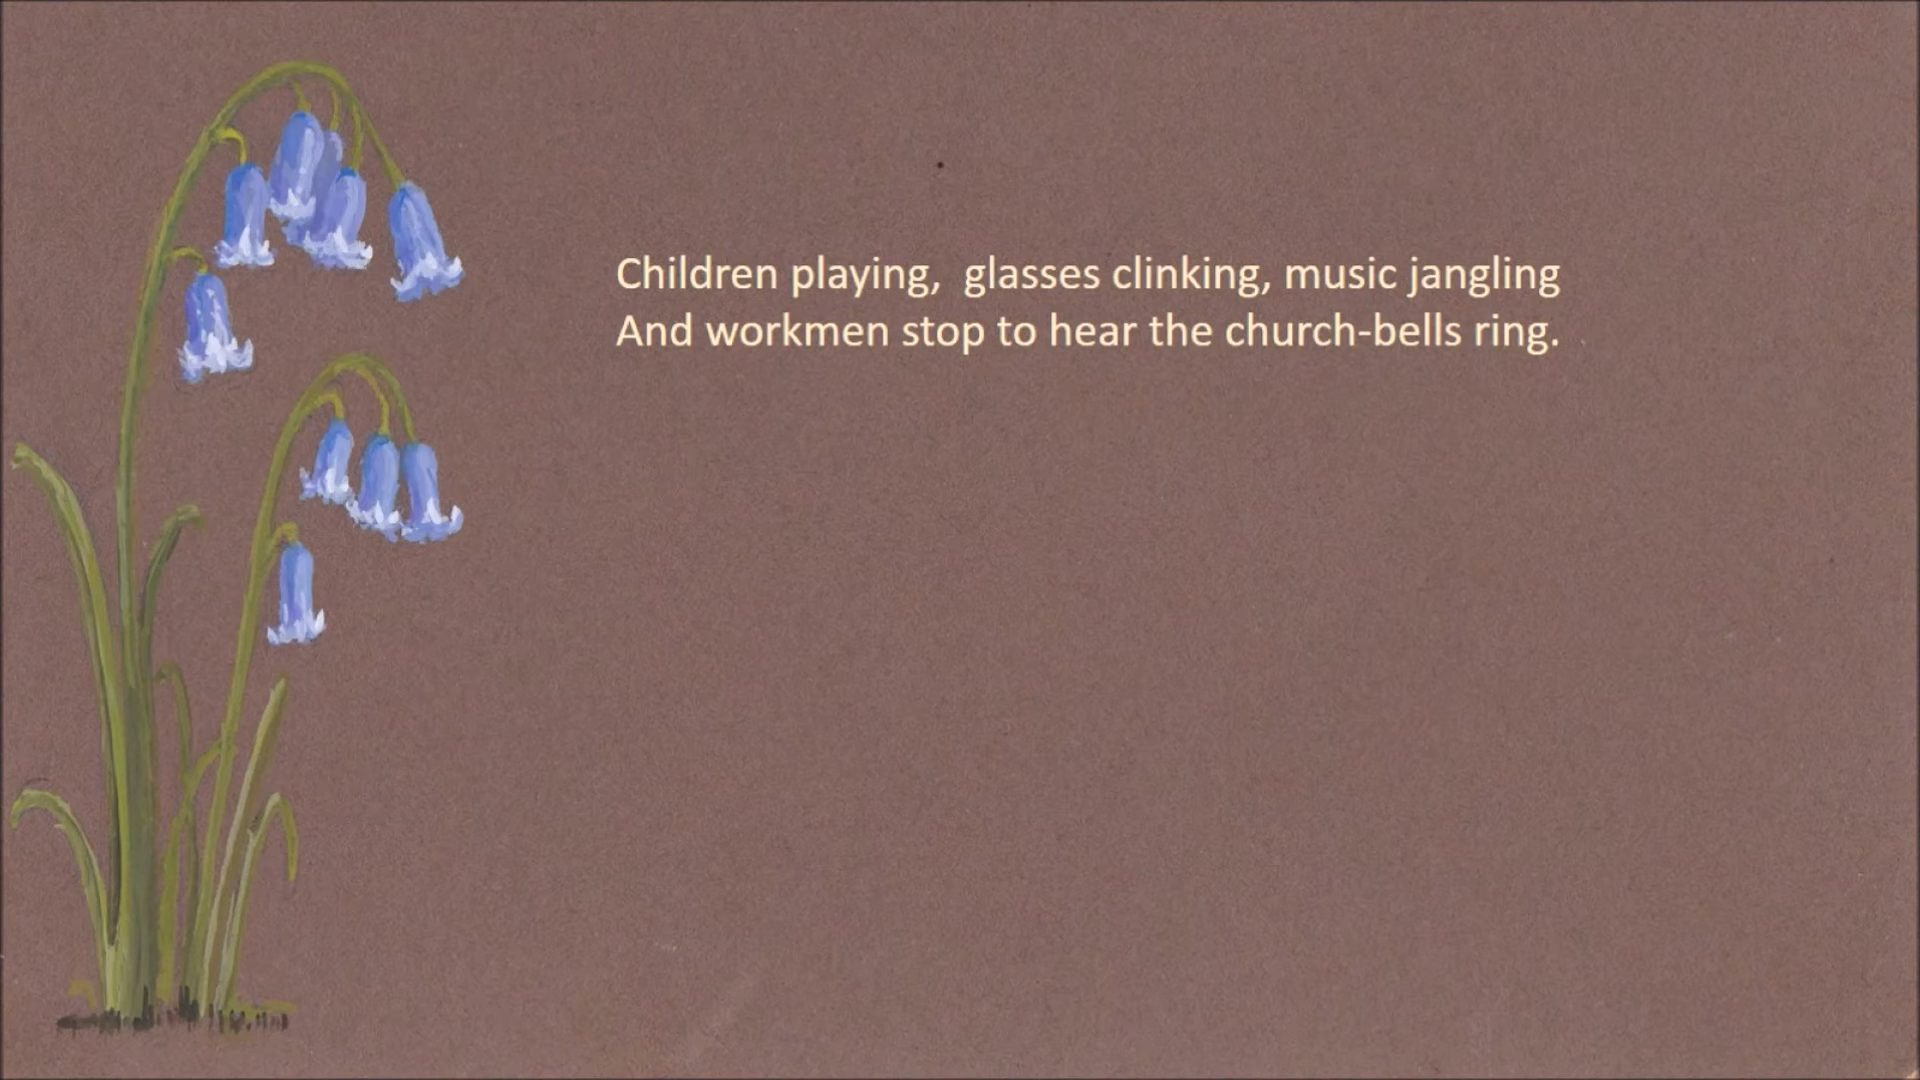 Children playing,  glasses clinking, music jangling
And workmen stop to hear the church-bells ring.